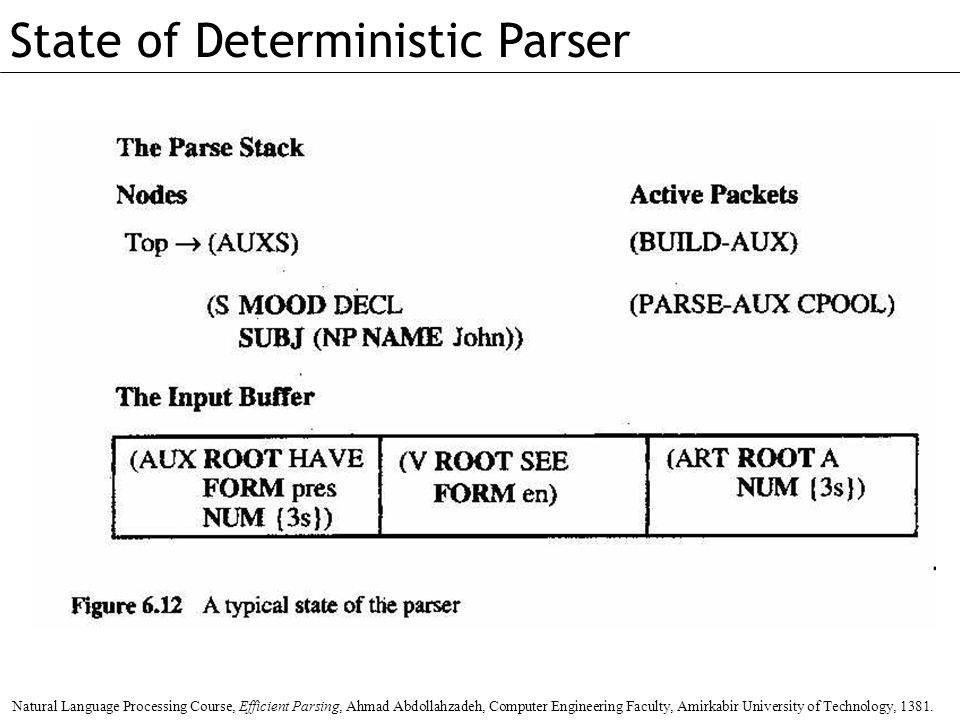 State of Deterministic Parser
The Parse Stack
Nodes Active Packets
Top → (AUXS) (BUILD-AUX)
(S MOOD DECL (PARSE-AUX CPOOL)
SUBJ (NP NAME John))
The Input Buffer
(AUX ROOT HAVE (V ROOT SEE (ART ROOT A
FORM pres FORM en) NUM {3s})
NUM {3s})
Figure 6.12 A typical state of the parser
Natural Language Processing Course, Efficient Parsing, Ahmad Abdollahzadeh, Computer Engineering Faculty, Amirkabir University of Technology, 1381.